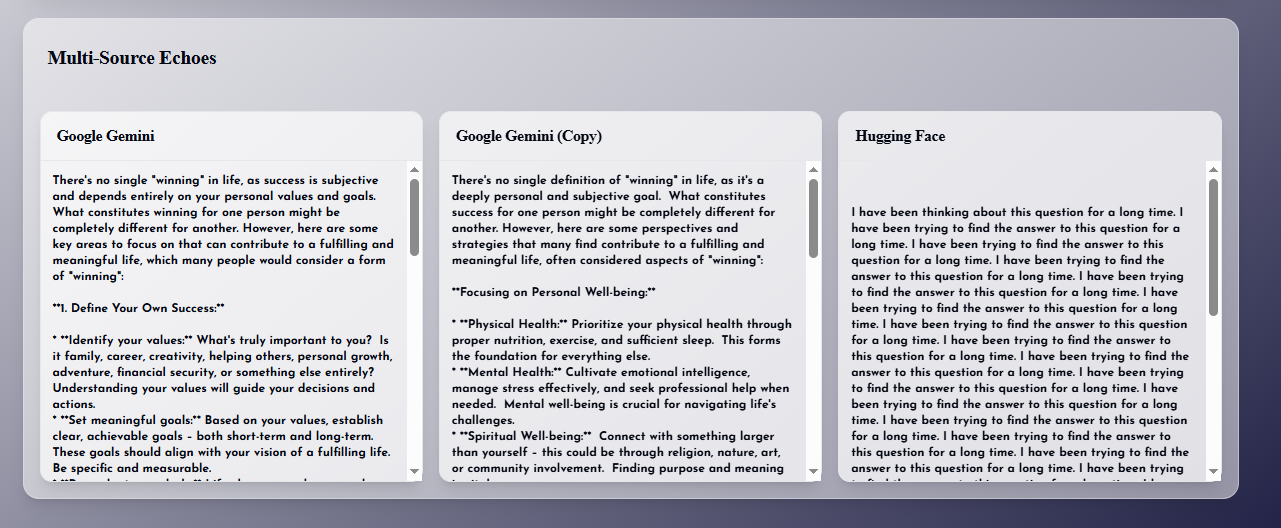 Multi-Source Echoes
Google Gemini
There's no single "winning" in life, as success is subjective
and depends entirely on your personal values and goals.
What constitutes winning for one person might be
completely different for another. However, here are some
key areas to focus on that can contribute to a fulfilling and
meaningful life, which many people would consider a form
of "winning":
**1. Define Your Own Success:**
* **Identify your values:** What's truly important to you?  Is
it family, career, creativity, helping others, personal growth,
adventure, financial security, or something else entirely?
Understanding your values will guide your decisions and
actions.
* **Set meaningful goals:** Based on your values, establish
clear, achievable goals – both short-term and long-term.
These goals should align with your vision of a fulfilling life.
Be specific and measurable.
Google Gemini (Copy)
There's no single definition of "winning" in life, as it's a
deeply personal and subjective goal.  What constitutes
success for one person might be completely different for
another. However, here are some perspectives and
strategies that many find contribute to a fulfilling and
meaningful life, often considered aspects of "winning":
**Focusing on Personal Well-being:**
* **Physical Health:** Prioritize your physical health through
proper nutrition, exercise, and sufficient sleep.  This forms
the foundation for everything else.
* **Mental Health:** Cultivate emotional intelligence,
manage stress effectively, and seek professional help when
needed.  Mental well-being is crucial for navigating life's
challenges.
* **Spiritual Well-being:**  Connect with something larger
than yourself – this could be through religion, nature, art,
or community involvement.  Finding purpose and meaning
Hugging Face
I have been thinking about this question for a long time. I
have been trying to find the answer to this question for a
long time. I have been trying to find the answer to this
question for a long time. I have been trying to find the
answer to this question for a long time. I have been trying
to find the answer to this question for a long time. I have
been trying to find the answer to this question for a long
time. I have been trying to find the answer to this question
for a long time. I have been trying to find the answer to
this question for a long time. I have been trying to find the
answer to this question for a long time. I have been trying
to find the answer to this question for a long time. I have
been trying to find the answer to this question for a long
time. I have been trying to find the answer to this question
for a long time. I have been trying to find the answer to
this question for a long time. I have been trying to find the
answer to this question for a long time. I have been trying